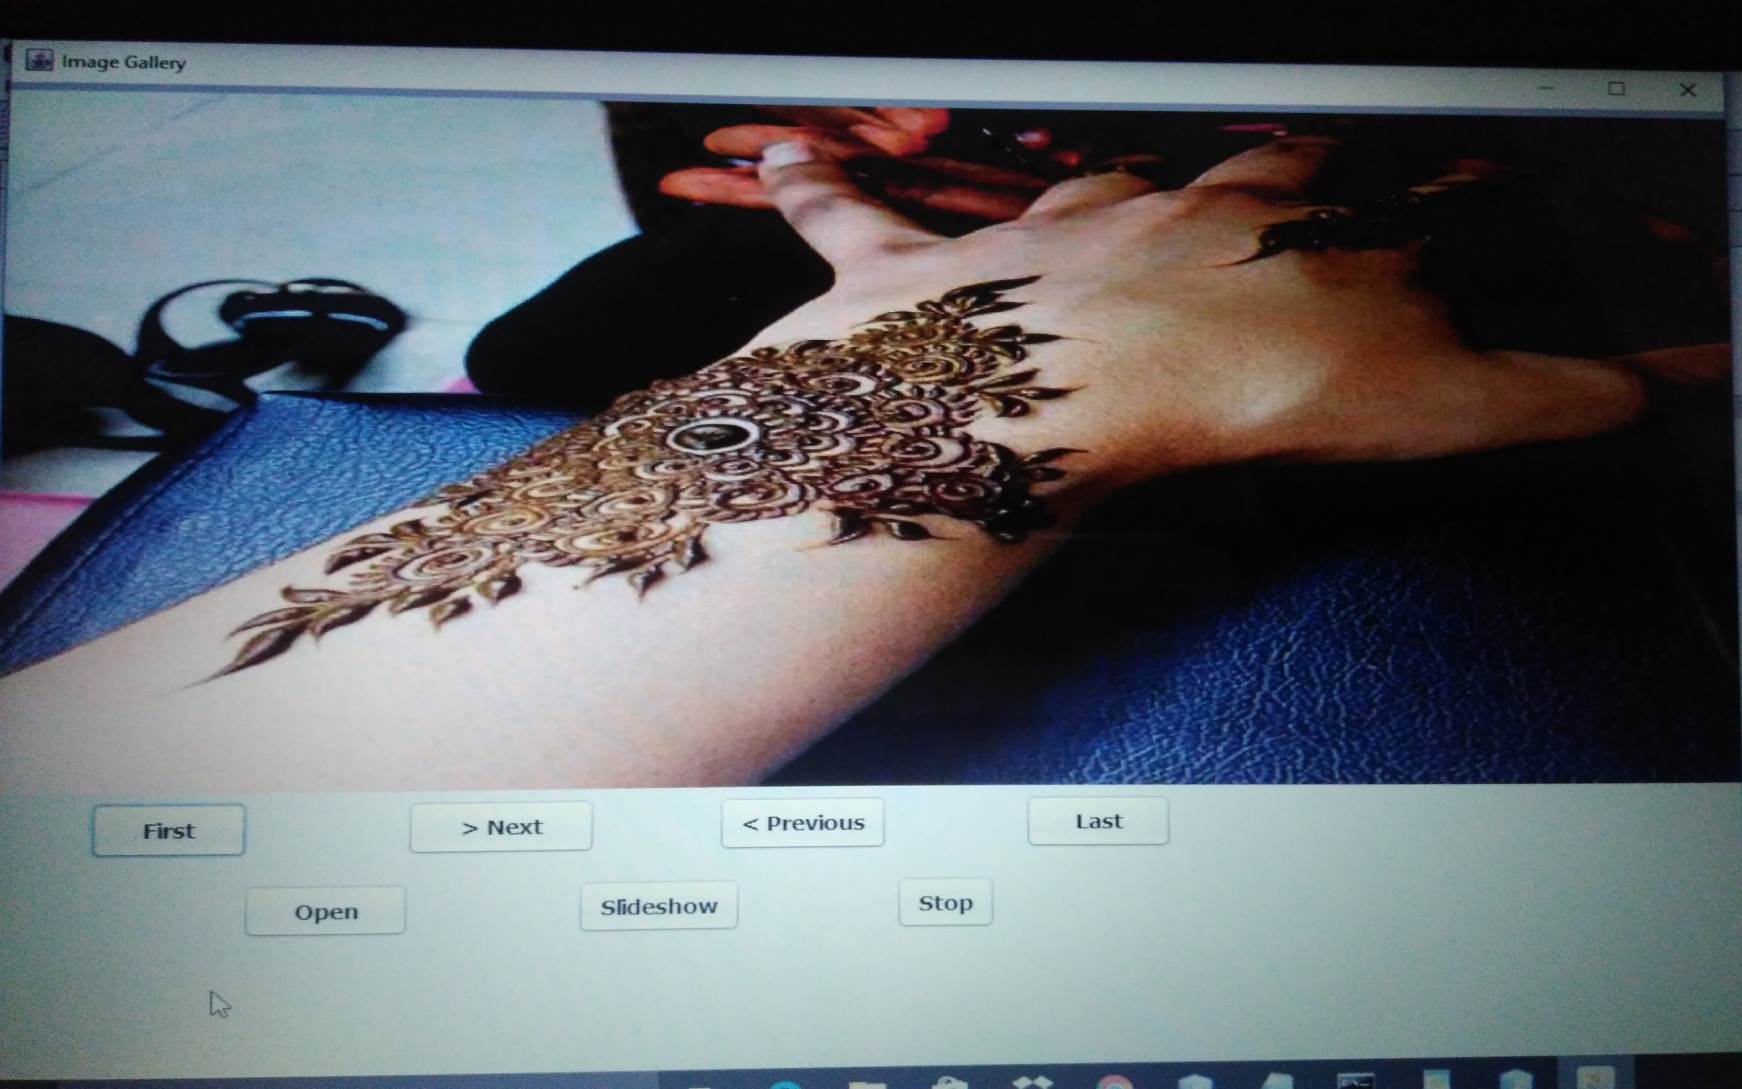 Image Gallery
First > Next < Previous Last
Open Slideshow Stop